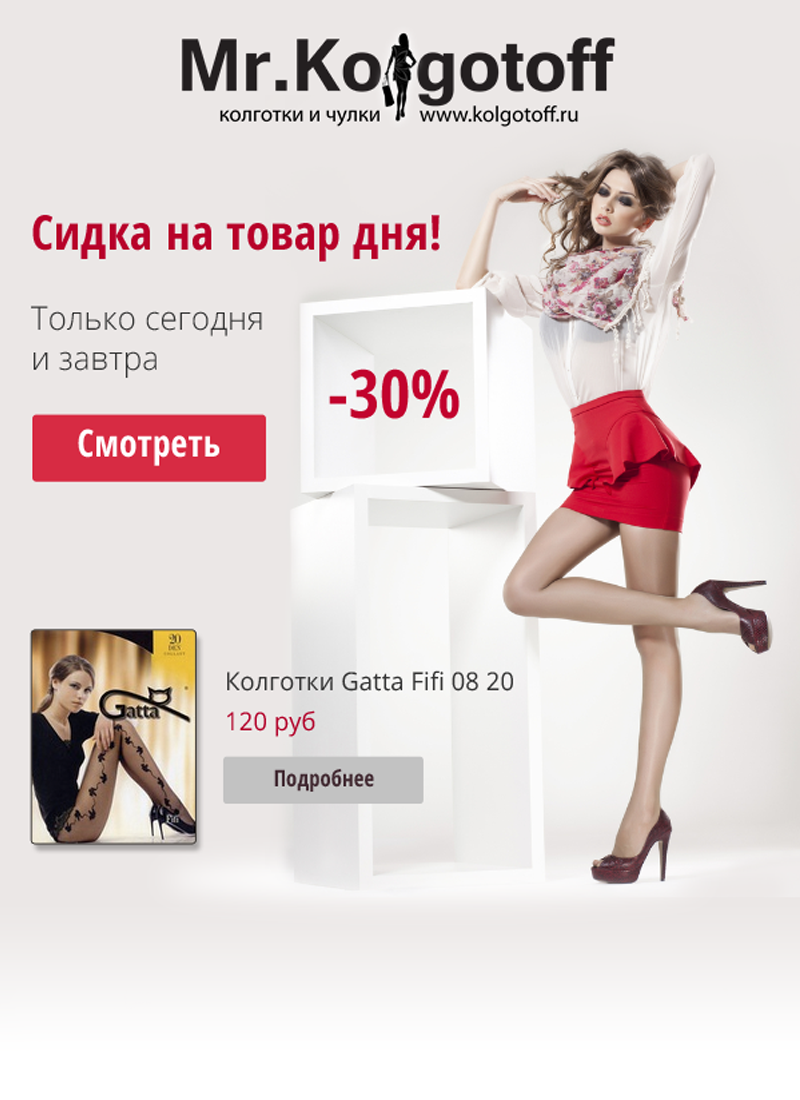 Mr.Kolgotoff
колготки и чулки www.kolgotoff.ru
Сидка на товар дня!
Только сегодня
и завтра
-30%
Смотреть
20
DEN
Gatta
Fifi
Колготки Gatta Fifi 08 20
120 руб
Подробнее